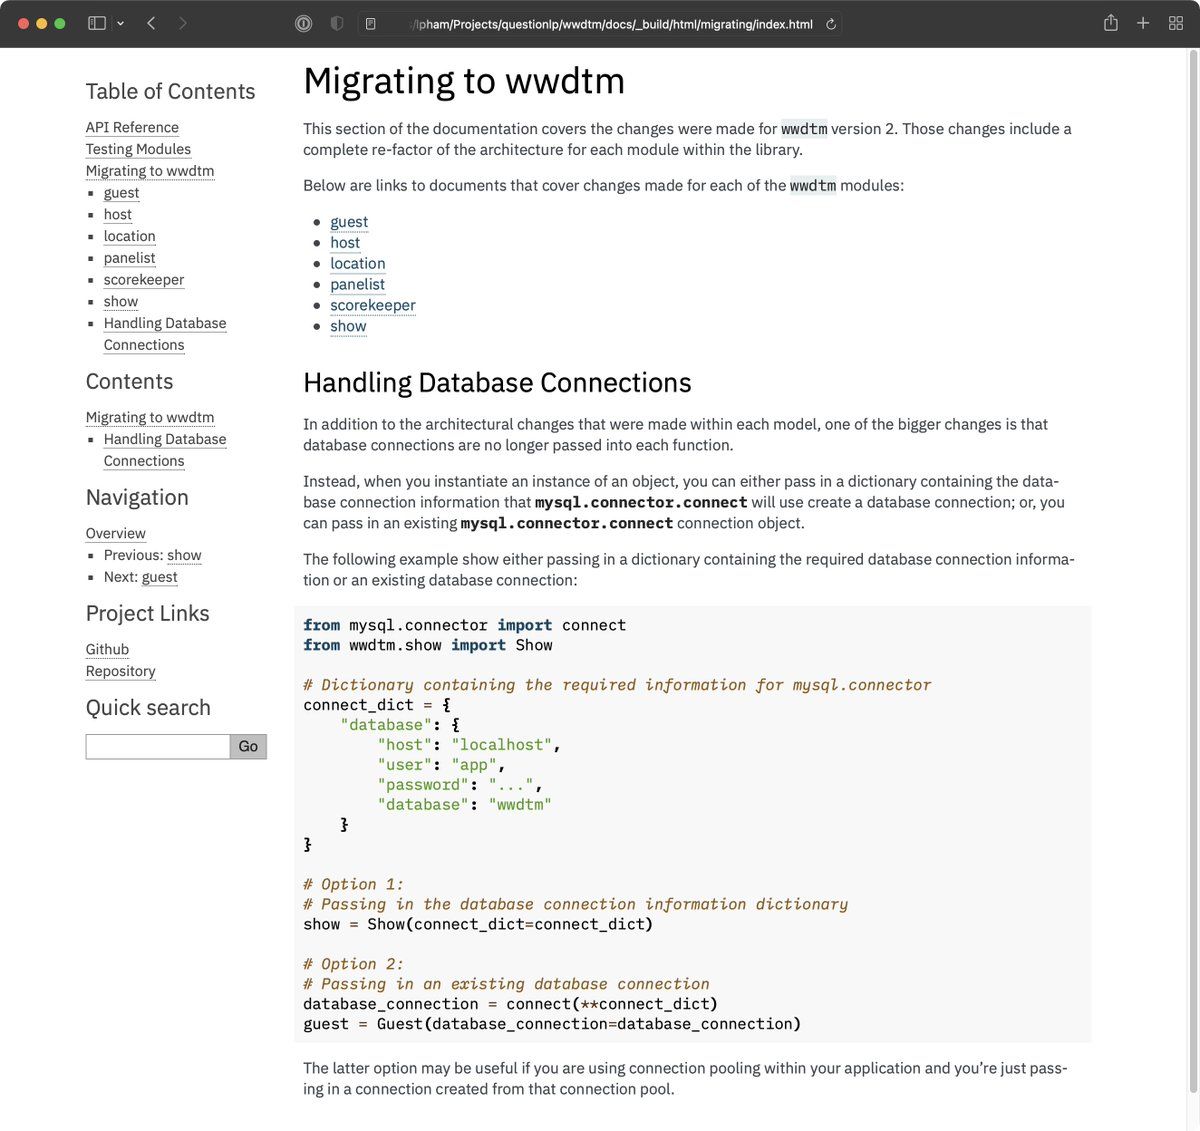 /lpham/Projects/questionlp/wwdtm/docs/_build/html/migrating/index.html
Table of Contents
API Reference
Testing Modules
Migrating to wwdtm
guest
host
location
panelist
scorekeeper
show
Handling Database
Connections
Contents
Migrating to wwdtm
Handling Database
Connections
Navigation
Overview
Previous: show
Next: guest
Project Links
Github
Repository
Quick search
Go
Migrating to wwdtm
This section of the documentation covers the changes were made for wwdtm version 2. Those changes include a
complete re-factor of the architecture for each module within the library.
Below are links to documents that cover changes made for each of the wwdtm modules:
guest
host
location
panelist
scorekeeper
show
Handling Database Connections
In addition to the architectural changes that were made within each model, one of the bigger changes is that
database connections are no longer passed into each function.
Instead, when you instantiate an instance of an object, you can either pass in a dictionary containing the data-
base connection information that mysql.connector.connect will use create a database connection; or, you
can pass in an existing mysql.connector.connect connection object.
The following example show either passing in a dictionary containing the required database connection informa-
tion or an existing database connection:
from mysql.connector import connect
from wwdtm.show import Show
# Dictionary containing the required information for mysql.connector
connect_dict = {
    "database": {
        "host": "localhost",
        "user": "app",
        "password": "...",
        "database": "wwdtm"
    }
}
# Option 1:
# Passing in the database connection information dictionary
show = Show(connect_dict=connect_dict)
# Option 2:
# Passing in an existing database connection
database_connection = connect(**connect_dict)
guest = Guest(database_connection=database_connection)
The latter option may be useful if you are using connection pooling within your application and you’re just pass-
ing in a connection created from that connection pool.